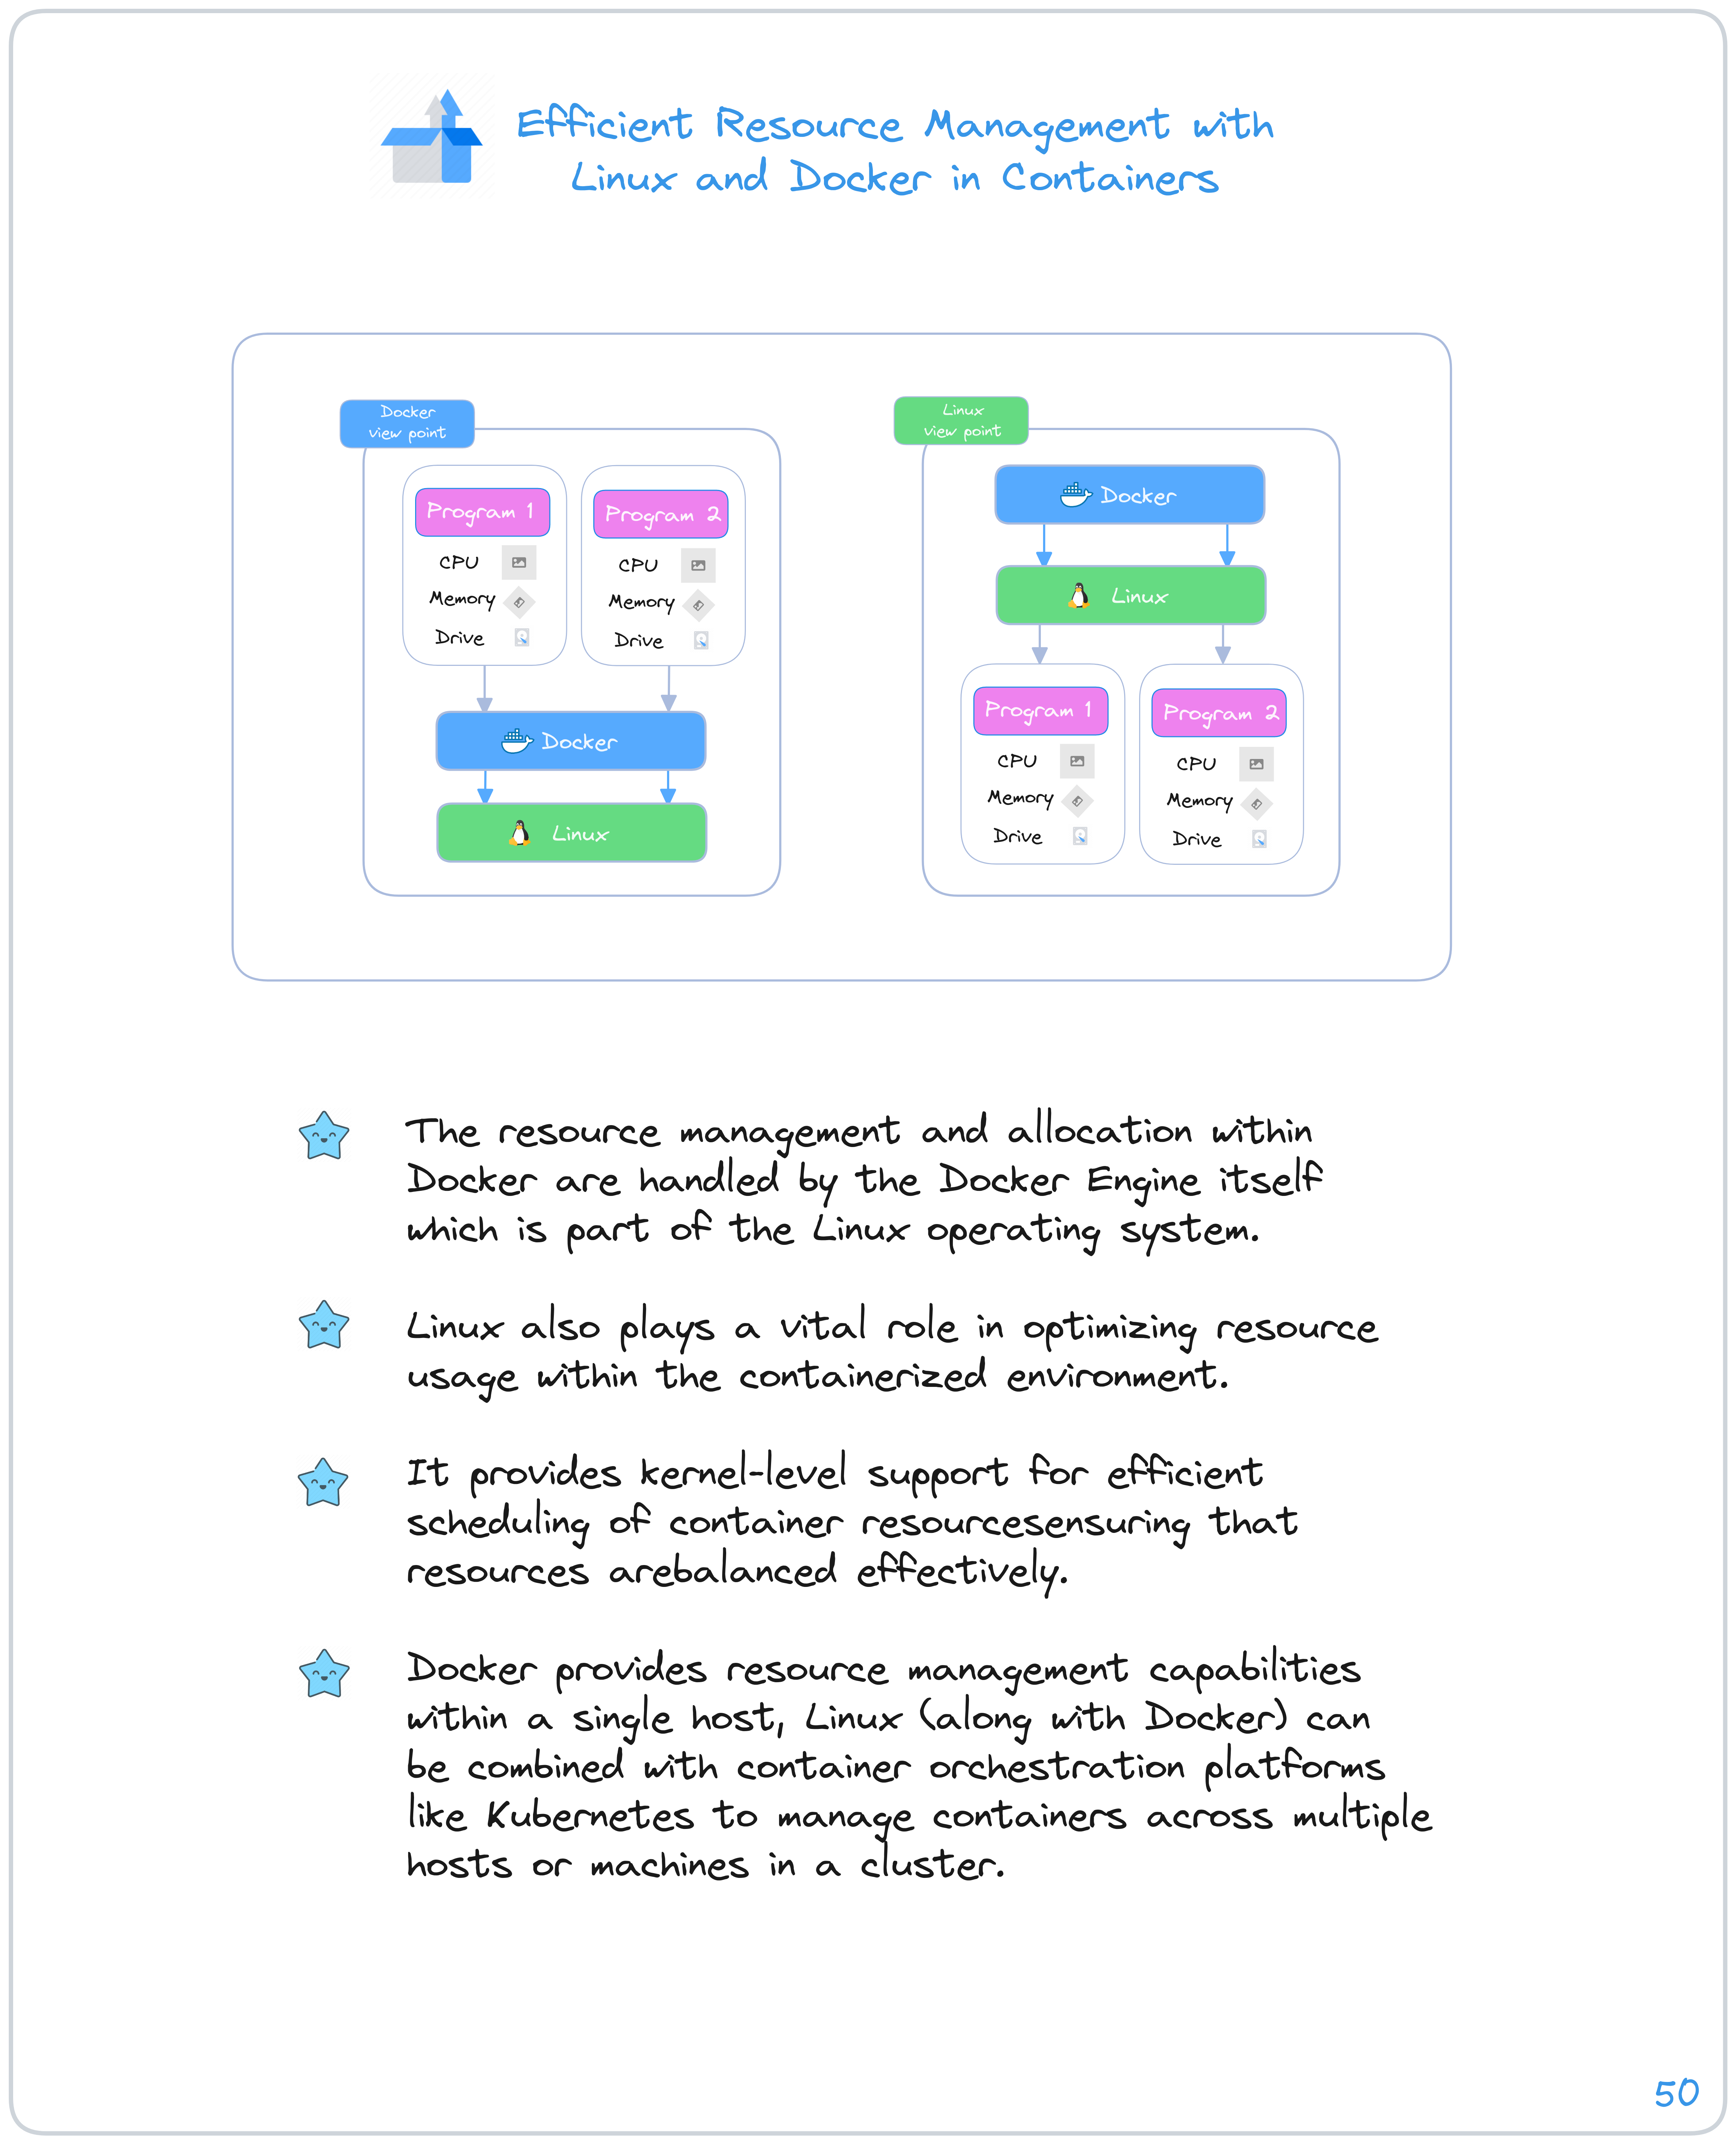 Efficient Resource Management with
Linux and Docker in Containers
Docker
view point
Program 1
CPU
Memory
Drive
Program 2
CPU
Memory
Drive
Docker
Linux
Linux
view point
Docker
Linux
Program 1
CPU
Memory
Drive
Program 2
CPU
Memory
Drive
The resource management and allocation within
Docker are handled by the Docker Engine itself
which is part of the Linux operating system.
Linux also plays a vital role in optimizing resource
usage within the containerized environment.
It provides kernel-level support for efficient
scheduling of container resourcesensuring that
resources arebalanced effectively.
Docker provides resource management capabilities
within a single host, Linux (along with Docker) can
be combined with container orchestration platforms
like Kubernetes to manage containers across multiple
hosts or machines in a cluster.
50